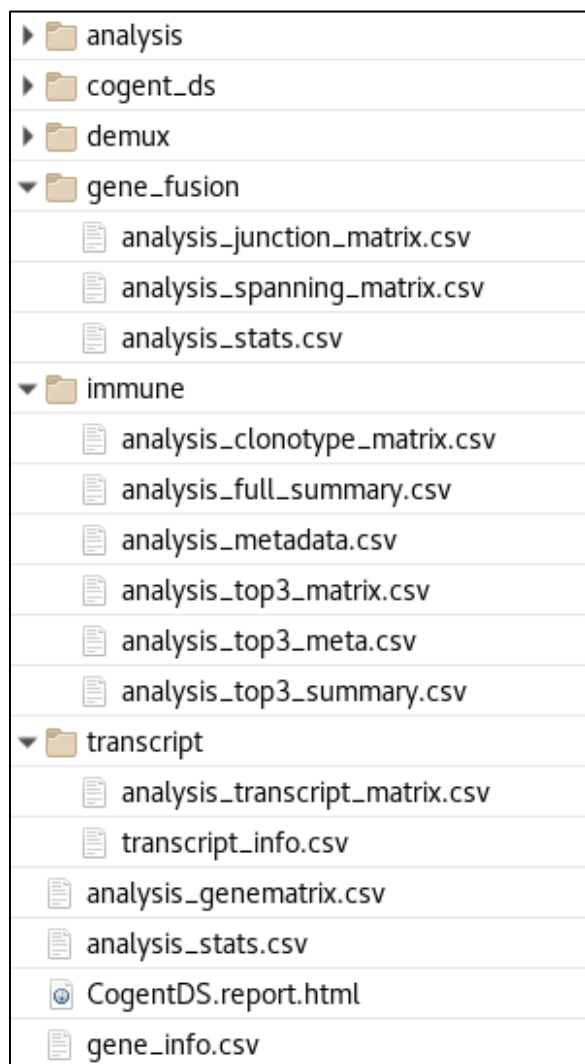 analysis
cogent_ds
demux
gene_fusion
analysis_junction_matrix.csv
analysis_spanning_matrix.csv
analysis_stats.csv
immune
analysis_clonotype_matrix.csv
analysis_full_summary.csv
analysis_metadata.csv
analysis_top3_matrix.csv
analysis_top3_meta.csv
analysis_top3_summary.csv
transcript
analysis_transcript_matrix.csv
transcript_info.csv
analysis_genematrix.csv
analysis_stats.csv
CogentDS.report.html
gene_info.csv